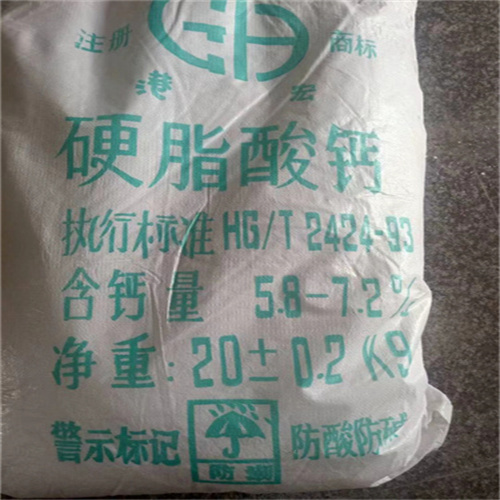 注册 商标
港 宏
硬脂酸钙
执行标准 HG/T 2424-93
含钙量 5.8-7.2%
净重:20±0.2 Kg
警示标记 防潮 防酸防碱